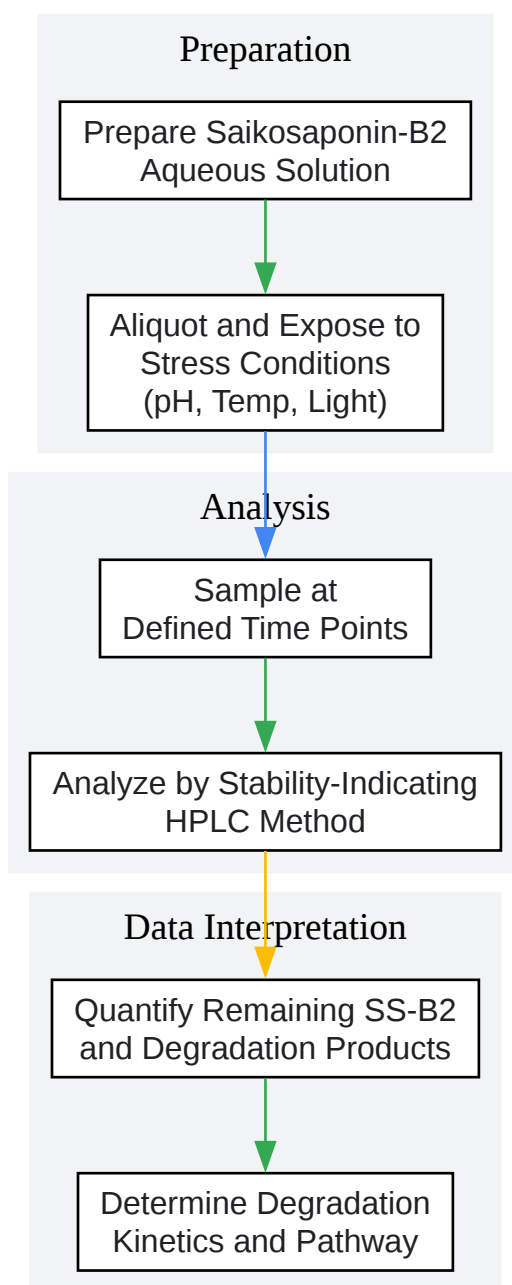 Preparation
Prepare Saikosaponin-B2
Aqueous Solution
Aliquot and Expose to
Stress Conditions
(pH, Temp, Light)
Analysis
Sample at
Defined Time Points
Analyze by Stability-Indicating
HPLC Method
Data Interpretation
Quantify Remaining SS-B2
and Degradation Products
Determine Degradation
Kinetics and Pathway